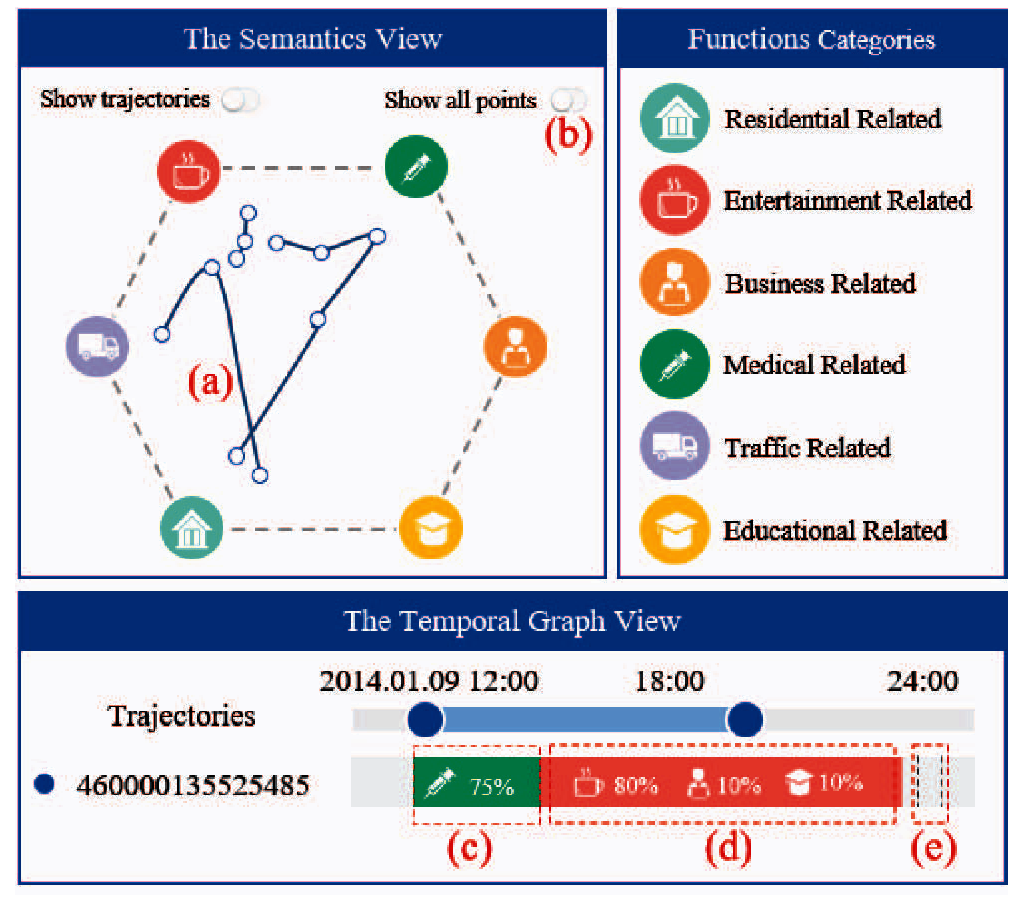 The Semantics View
Show trajectories
Show all points
(b)
(a)
Functions Categories
Residential Related
Entertainment Related
Business Related
Medical Related
Traffic Related
Educational Related
The Temporal Graph View
2014.01.09 12:00 18:00 24:00
Trajectories
460000135525485
75% 80% 10% 10%
(c) (d) (e)